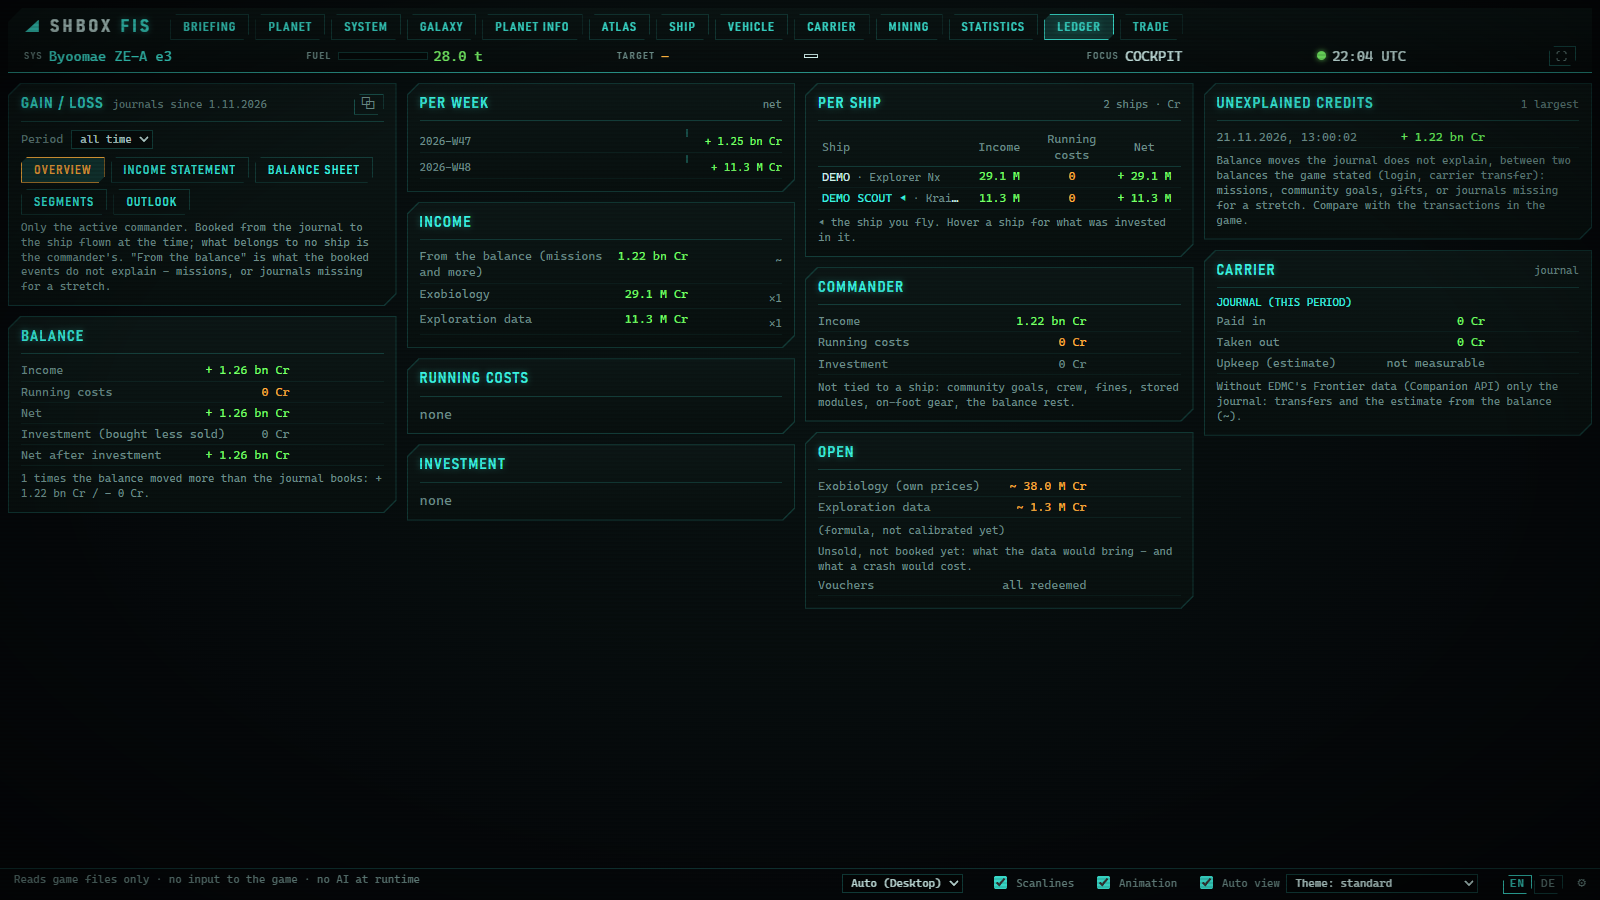 SHBOX FIS
BRIEFING PLANET SYSTEM GALAXY PLANET INFO ATLAS SHIP VEHICLE CARRIER MINING STATISTICS LEDGER TRADE
SYS Byoomae ZE-A e3 FUEL 28.0 t TARGET – FOCUS COCKPIT 22:04 UTC
GAIN / LOSS journals since 1.11.2026
Period all time
OVERVIEW INCOME STATEMENT BALANCE SHEET
SEGMENTS OUTLOOK
Only the active commander. Booked from the journal to
the ship flown at the time; what belongs to no ship is
the commander's. "From the balance" is what the booked
events do not explain – missions, or journals missing
for a stretch.
BALANCE
Income + 1.26 bn Cr
Running costs 0 Cr
Net + 1.26 bn Cr
Investment (bought less sold) 0 Cr
Net after investment + 1.26 bn Cr
1 times the balance moved more than the journal books: +
1.22 bn Cr / – 0 Cr.
PER WEEK net
2026-W47 + 1.25 bn Cr
2026-W48 + 11.3 M Cr
INCOME
From the balance (missions 1.22 bn Cr ~
and more)
Exobiology 29.1 M Cr ×1
Exploration data 11.3 M Cr ×1
RUNNING COSTS
none
INVESTMENT
none
PER SHIP 2 ships · Cr
Ship Income Running costs Net
DEMO · Explorer Nx 29.1 M 0 + 29.1 M
DEMO SCOUT ◂ · Krai… 11.3 M 0 + 11.3 M
◂ the ship you fly. Hover a ship for what was invested
in it.
COMMANDER
Income 1.22 bn Cr
Running costs 0 Cr
Investment 0 Cr
Not tied to a ship: community goals, crew, fines, stored
modules, on-foot gear, the balance rest.
OPEN
Exobiology (own prices) ~ 38.0 M Cr
Exploration data ~ 1.3 M Cr
(formula, not calibrated yet)
Unsold, not booked yet: what the data would bring – and
what a crash would cost.
Vouchers all redeemed
UNEXPLAINED CREDITS 1 largest
21.11.2026, 13:00:02 + 1.22 bn Cr
Balance moves the journal does not explain, between two
balances the game stated (login, carrier transfer):
missions, community goals, gifts, or journals missing
for a stretch. Compare with the transactions in the
game.
CARRIER journal
JOURNAL (THIS PERIOD)
Paid in 0 Cr
Taken out 0 Cr
Upkeep (estimate) not measurable
Without EDMC's Frontier data (Companion API) only the
journal: transfers and the estimate from the balance
(~).
Reads game files only · no input to the game · no AI at runtime
Auto (Desktop) Scanlines Animation Auto view Theme: standard EN DE